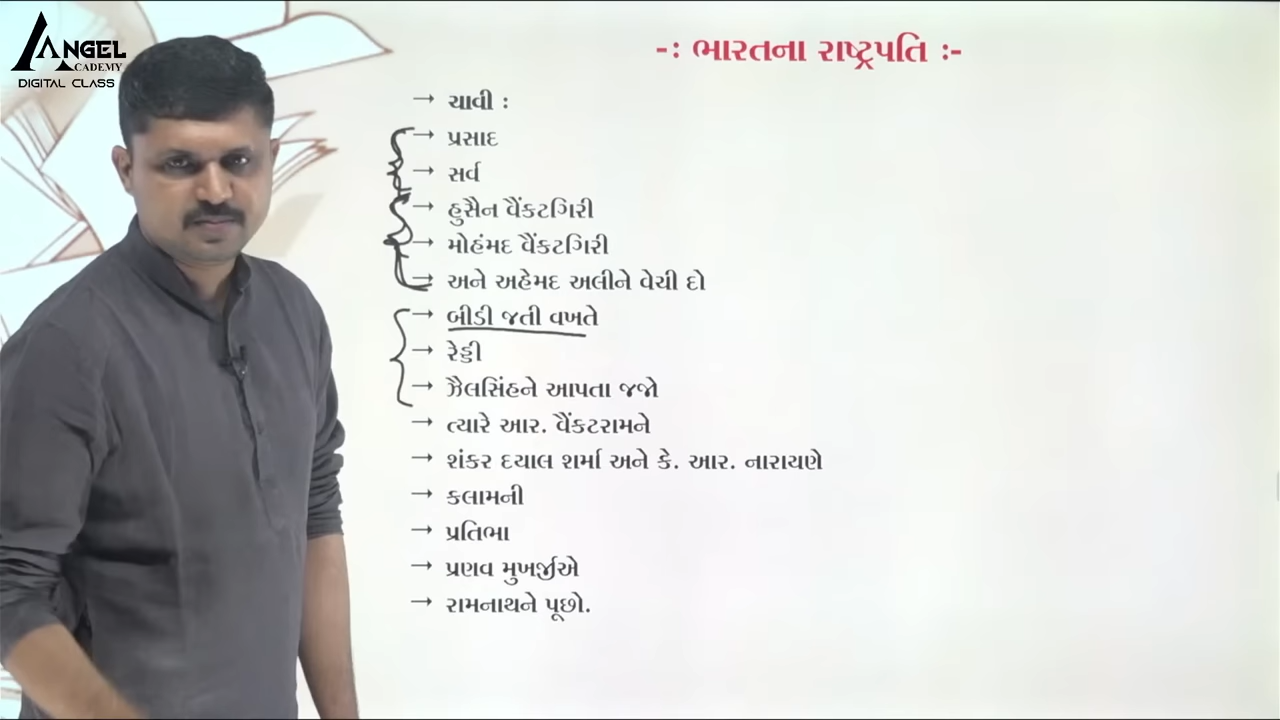 ANGEL
ACADEMY
DIGITAL CLASS
-: ભારતના રાષ્ટ્રપતિ :-
→ ચાવી :
→ પ્રસાદ
→ સર્વ
→ હુસૈન વૈંકટગિરી
→ મોહંમદ વૈંકટગિરી
→ અને અહેમદ અલીને વેચી દો
→ બીડી જતી વખતે
→ રેડ્ડી
→ ઝૈલસિંહને આપતા જજો
→ ત્યારે આર. વૈંકટરામને
→ શંકર દયાલ શર્મા અને કે. આર. નારાયણે
→ કલામની
→ પ્રતિભા
→ પ્રણવ મુખર્જીએ
→ રામનાથને પૂછો.